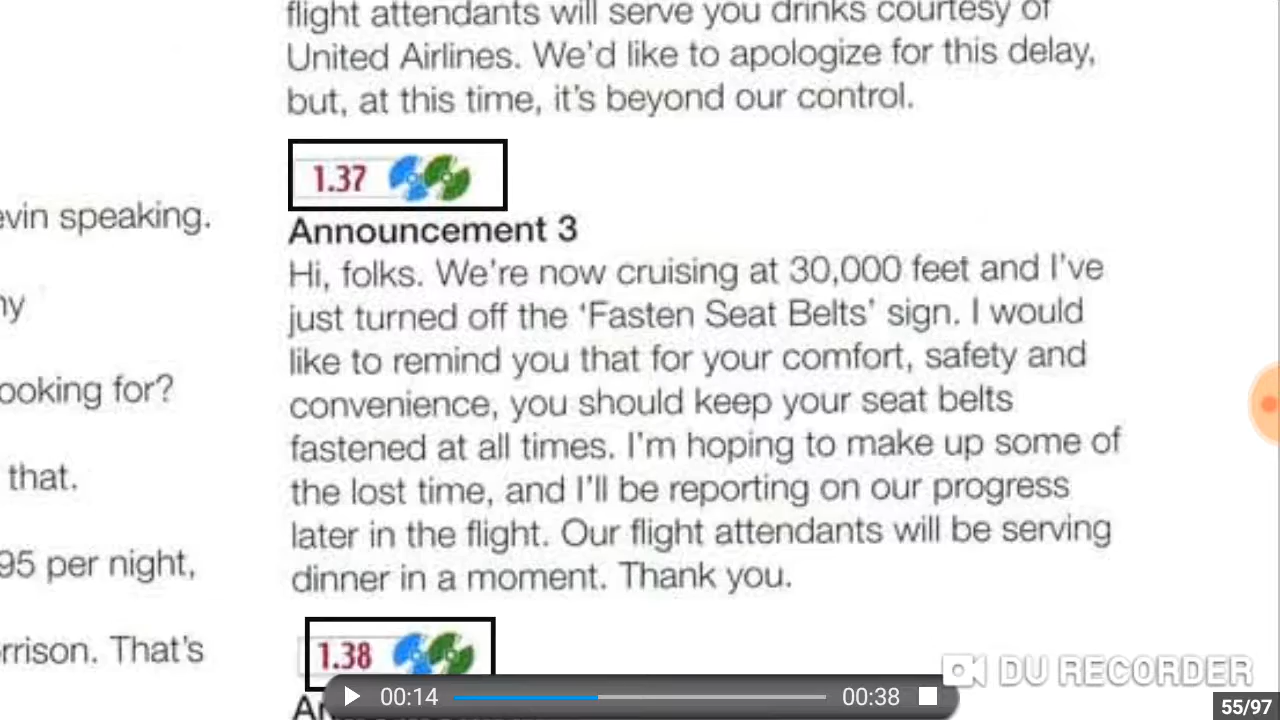 flight attendants will serve you drinks courtesy of
United Airlines. We'd like to apologize for this delay,
but, at this time, it's beyond our control.
evin speaking.
ny
ooking for?
that.
95 per night,
rrison. That's
1.37
Announcement 3
Hi, folks. We're now cruising at 30,000 feet and I've
just turned off the 'Fasten Seat Belts' sign. I would
like to remind you that for your comfort, safety and
convenience, you should keep your seat belts
fastened at all times. I'm hoping to make up some of
the lost time, and I'll be reporting on our progress
later in the flight. Our flight attendants will be serving
dinner in a moment. Thank you.
1.38
DU RECORDER
00:14
00:38
55/97